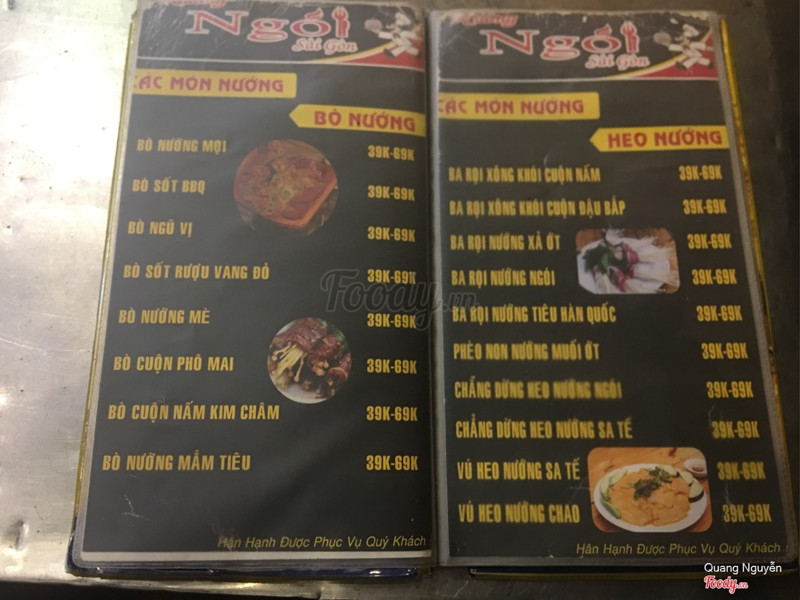 Quảng
Ngói
Sài Gòn
CÁC MÓN NƯỚNG
BÒ NƯỚNG
BÒ NƯỚNG MỌI 39K-69K
BÒ SỐT BBQ 39K-69K
BÒ NGŨ VỊ 39K-69K
BÒ SỐT RƯỢU VANG ĐỎ 39K-69K
BÒ NƯỚNG MÈ 39K-69K
BÒ CUỘN PHÔ MAI 39K-69K
BÒ CUỘN NẤM KIM CHÂM 39K-69K
BÒ NƯỚNG MẮM TIÊU 39K-69K
Hân Hạnh Được Phục Vụ Quý Khách
Quảng
Ngói
Sài Gòn
CÁC MÓN NƯỚNG
HEO NƯỚNG
BA RỌI XÔNG KHÓI CUỘN NẤM 39K-69K
BA RỌI XÔNG KHÓI CUỘN ĐẬU BẮP 39K-69K
BA RỌI NƯỚNG XẢ ỚT 39K-69K
BA RỌI NƯỚNG NGÓI 39K-69K
BA RỌI NƯỚNG TIÊU HÀN QUỐC 39K-69K
PHÈO NON NƯỚNG MUỐI ỚT 39K-69K
CHẲNG DỪNG HEO NƯỚNG NGÓI 39K-69K
CHẲNG DỪNG HEO NƯỚNG SA TẾ 39K-69K
VÚ HEO NƯỚNG SA TẾ 39K-69K
VÚ HEO NƯỚNG CHAO 39K-69K
Hân Hạnh Được Phục Vụ Quý Khách
Foody.vn
Quang Nguyễn
Foody.vn